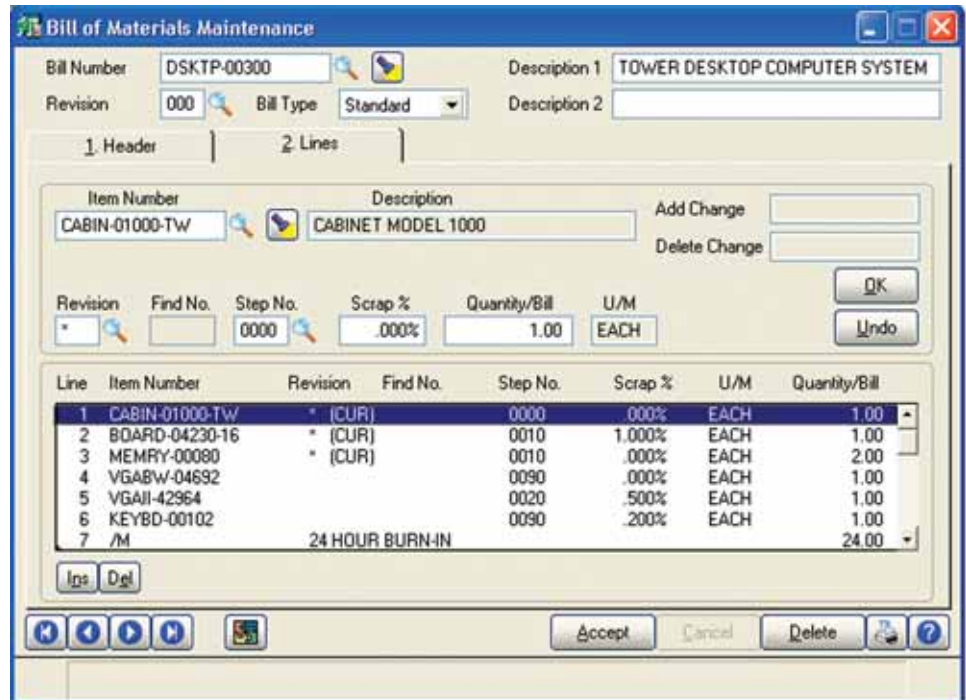 Bill of Materials Maintenance
Bill Number DSKTP-00300 Description 1 TOWER DESKTOP COMPUTER SYSTEM
Revision 000 Bill Type Standard Description 2
1. Header 2. Lines
Item Number Description Add Change
CABIN-01000-TW CABINET MODEL 1000
Delete Change
OK
Revision Find No. Step No. Scrap % Quantity/Bill U/M
* 0000 .000% 1.00 EACH Undo
Line Item Number Revision Find No. Step No. Scrap % U/M Quantity/Bill
1 CABIN-01000-TW * (CUR) 0000 .000% EACH 1.00
2 BOARD-04230-16 * (CUR) 0010 1.000% EACH 1.00
3 MEMRY-00080 * (CUR) 0010 .000% EACH 2.00
4 VGABW-04692 0090 .000% EACH 1.00
5 VGAII-42964 0020 .500% EACH 1.00
6 KEYBD-00102 0090 .200% EACH 1.00
7 /M 24 HOUR BURN-IN 24.00
Ins Del
Accept Cancel Delete